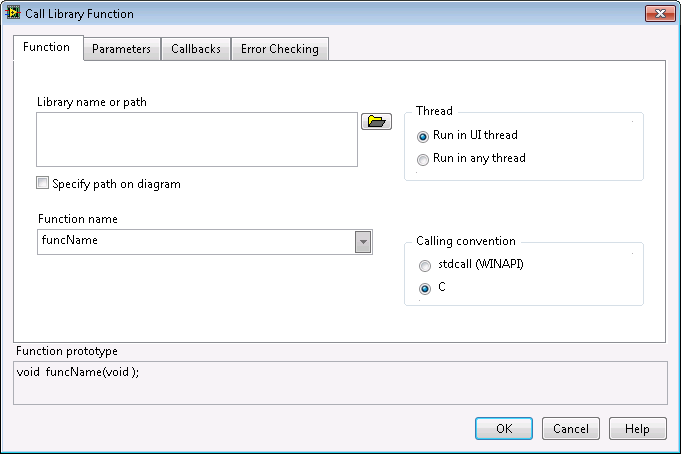 Call Library Function
Function
Parameters
Callbacks
Error Checking
Library name or path
Thread
Run in UI thread
Run in any thread
Specify path on diagram
Function name
funcName
Calling convention
stdcall (WINAPI)
C
Function prototype
void  funcName(void );
OK
Cancel
Help